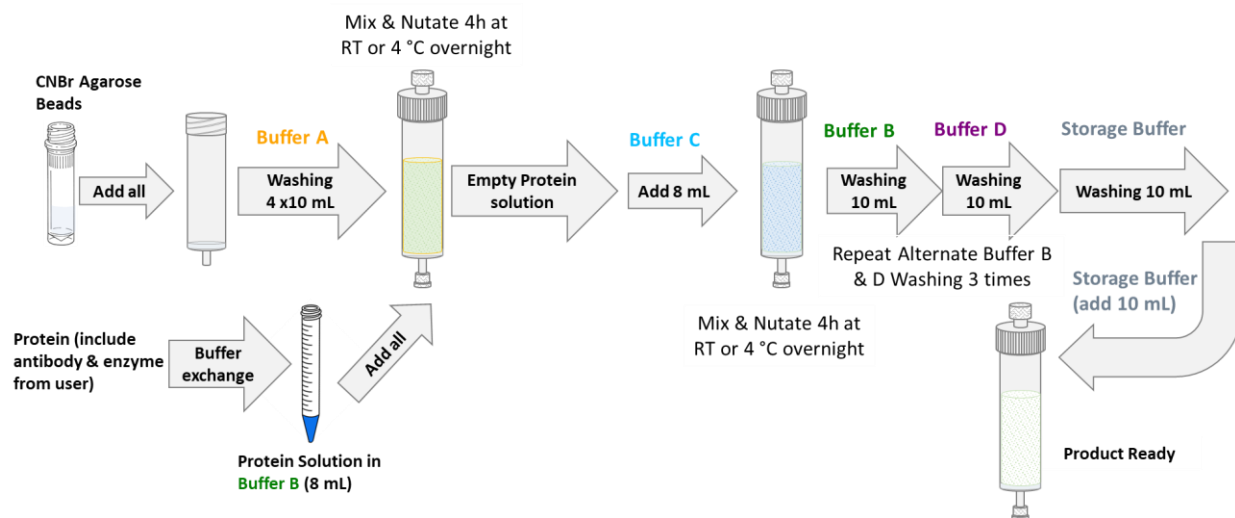 Mix & Nutate 4h at
RT or 4 °C overnight
CNBr Agarose
Beads
Add all
Buffer A
Washing
4 x10 mL
Empty Protein
solution
Buffer C
Add 8 mL
Buffer B
Washing
10 mL
Buffer D
Washing
10 mL
Storage Buffer
Washing 10 mL
Repeat Alternate Buffer B
& D Washing 3 times
Mix & Nutate 4h at
RT or 4 °C overnight
Storage Buffer
(add 10 mL)
Protein (include
antibody & enzyme
from user)
Buffer
exchange
Add all
Protein Solution in
Buffer B (8 mL)
Product Ready